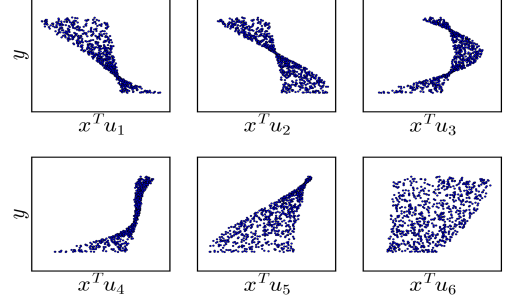 y
x^T u_1
x^T u_2
x^T u_3
y
x^T u_4
x^T u_5
x^T u_6